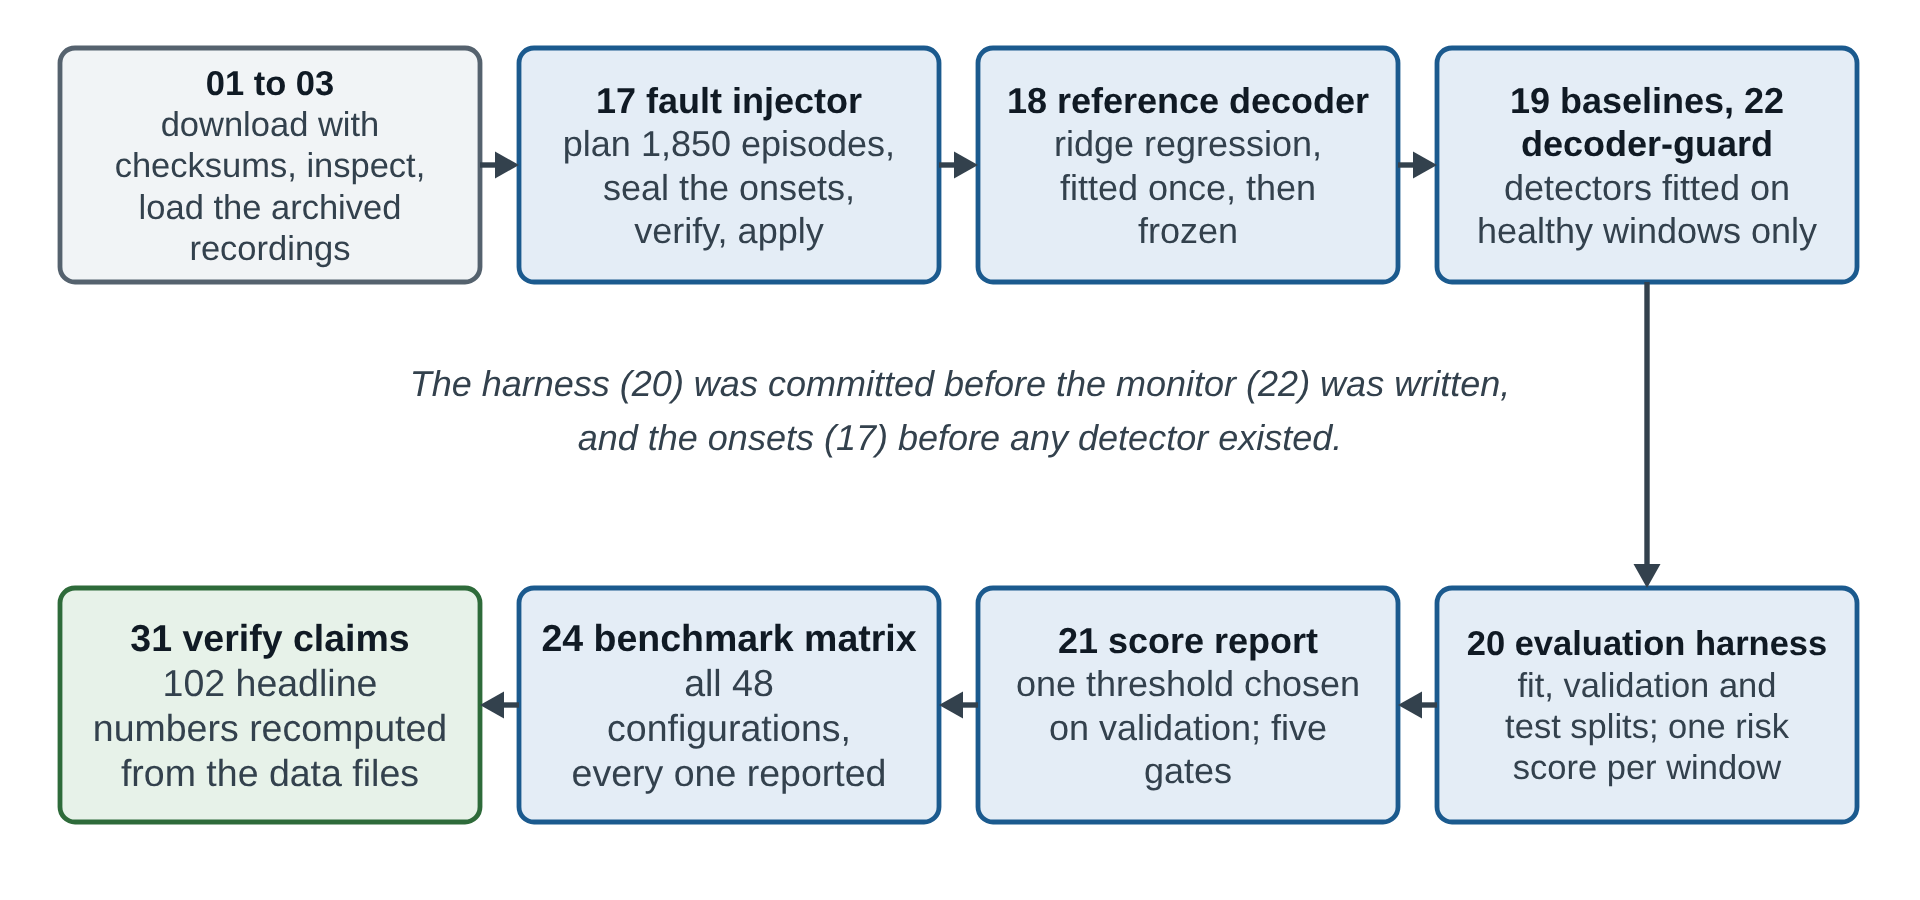 01 to 03
download with
checksums, inspect,
load the archived
recordings
17 fault injector
plan 1,850 episodes,
seal the onsets,
verify, apply
18 reference decoder
ridge regression,
fitted once, then
frozen
19 baselines, 22
decoder-guard
detectors fitted on
healthy windows only
The harness (20) was committed before the monitor (22) was written,
and the onsets (17) before any detector existed.
31 verify claims
102 headline
numbers recomputed
from the data files
24 benchmark matrix
all 48
configurations,
every one reported
21 score report
one threshold chosen
on validation; five
gates
20 evaluation harness
fit, validation and
test splits; one risk
score per window